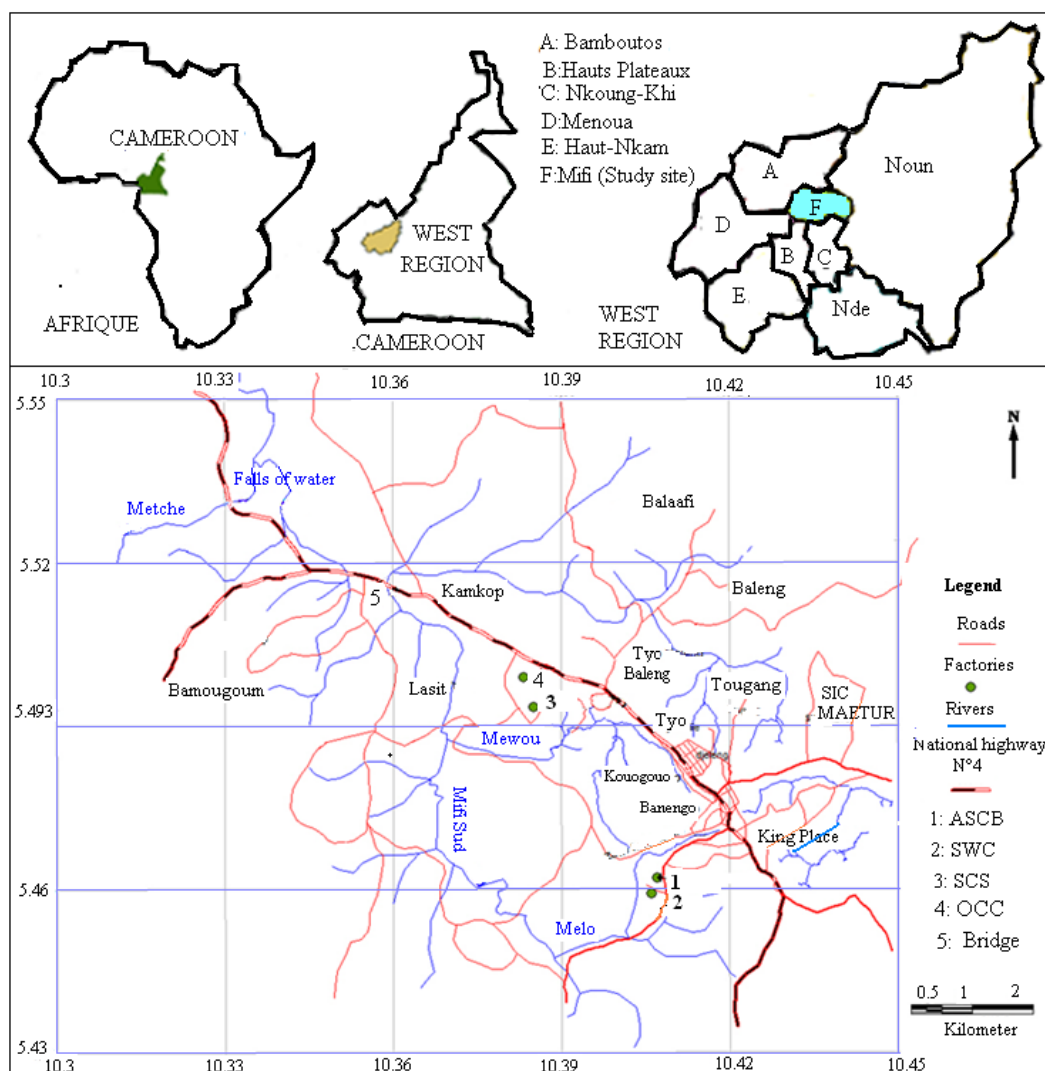 A: Bamboutos
B:Hauts Plateaux
C: Nkoung-Khi
D:Menoua
E: Haut-Nkam
F:Mifi (Study site)
CAMEROON
AFRIQUE
WEST
REGION
CAMEROON
A
Noun
F
D
B
C
E
Nde
WEST
REGION
10.3
10.33
10.36
10.39
10.42
10.45
5.55
N
Falls of water
Metche
Balaafi
5.52
Kamkop
Baleng
5
Tyo
Baleng
Bamougoum
Lasit
4
Tougang
SIC
MAETUR
3
5.493
Mewou
Tyo
Kouogouo
Banengo
Mifi Sud
King Place
1
5.46
2
Melo
5.43
10.3
10.33
10.36
10.39
10.42
10.45
Legend
Roads
Factories
Rivers
National highway
N°4
1: ASCB
2: SWC
3: SCS
4: OCC
5: Bridge
0.5 1 2
Kilometer